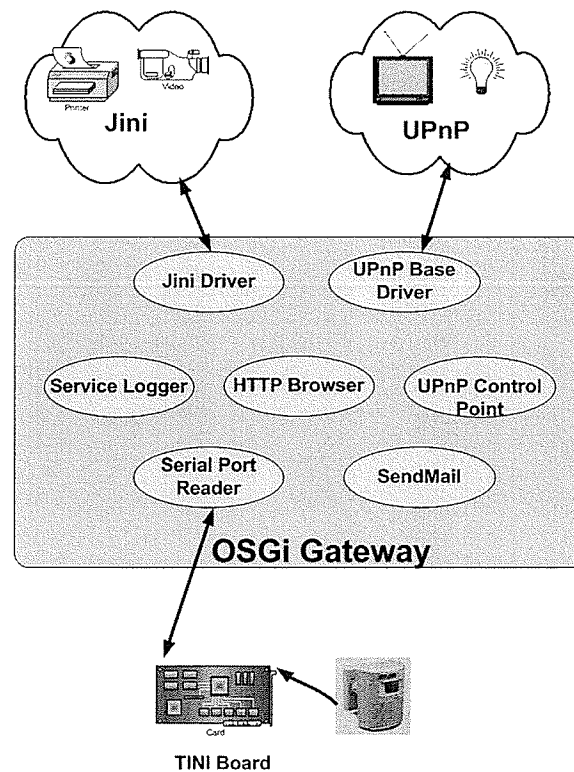 Printer
Video
Jini
UPnP
Jini Driver
UPnP Base
Driver
Service Logger
HTTP Browser
UPnP Control
Point
Serial Port
Reader
SendMail
OSGi Gateway
Card
TINI Board